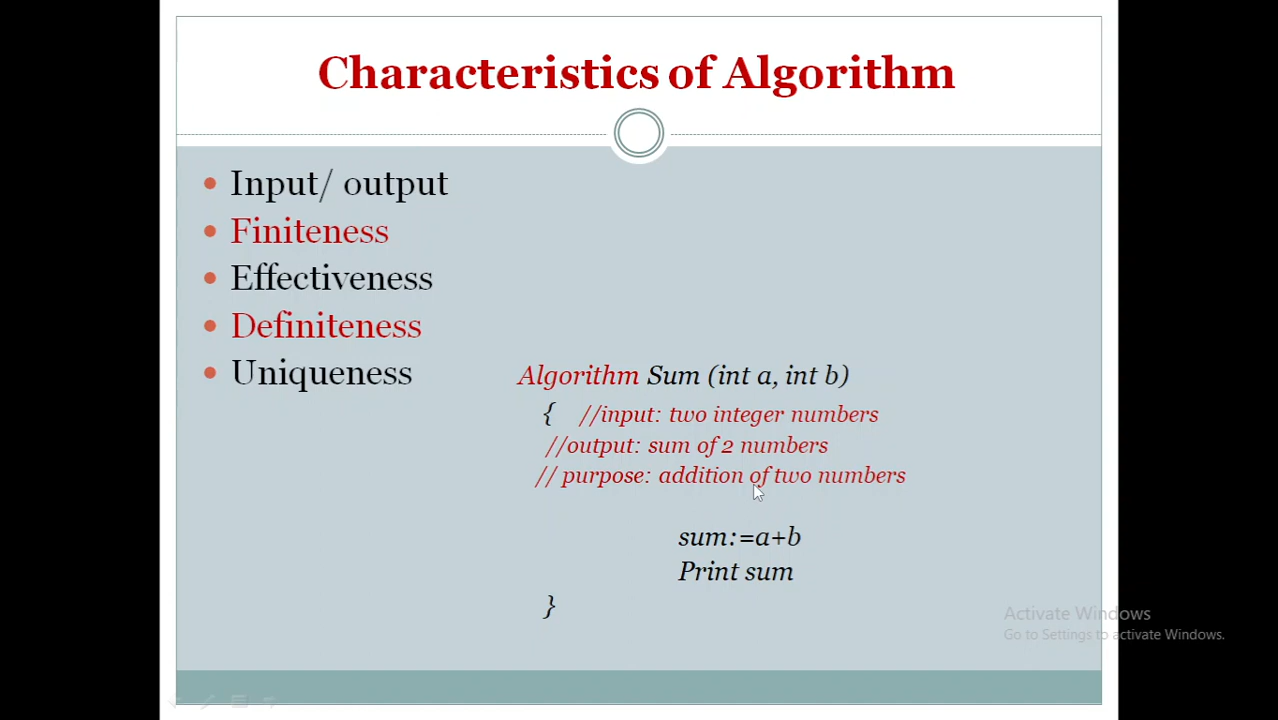 Characteristics of Algorithm
Input/ output
Finiteness
Effectiveness
Definiteness
Uniqueness
Algorithm Sum (int a, int b)
{ //input: two integer numbers
//output: sum of 2 numbers
// purpose: addition of two numbers
sum:=a+b
Print sum
}
Activate Windows
Go to Settings to activate Windows.